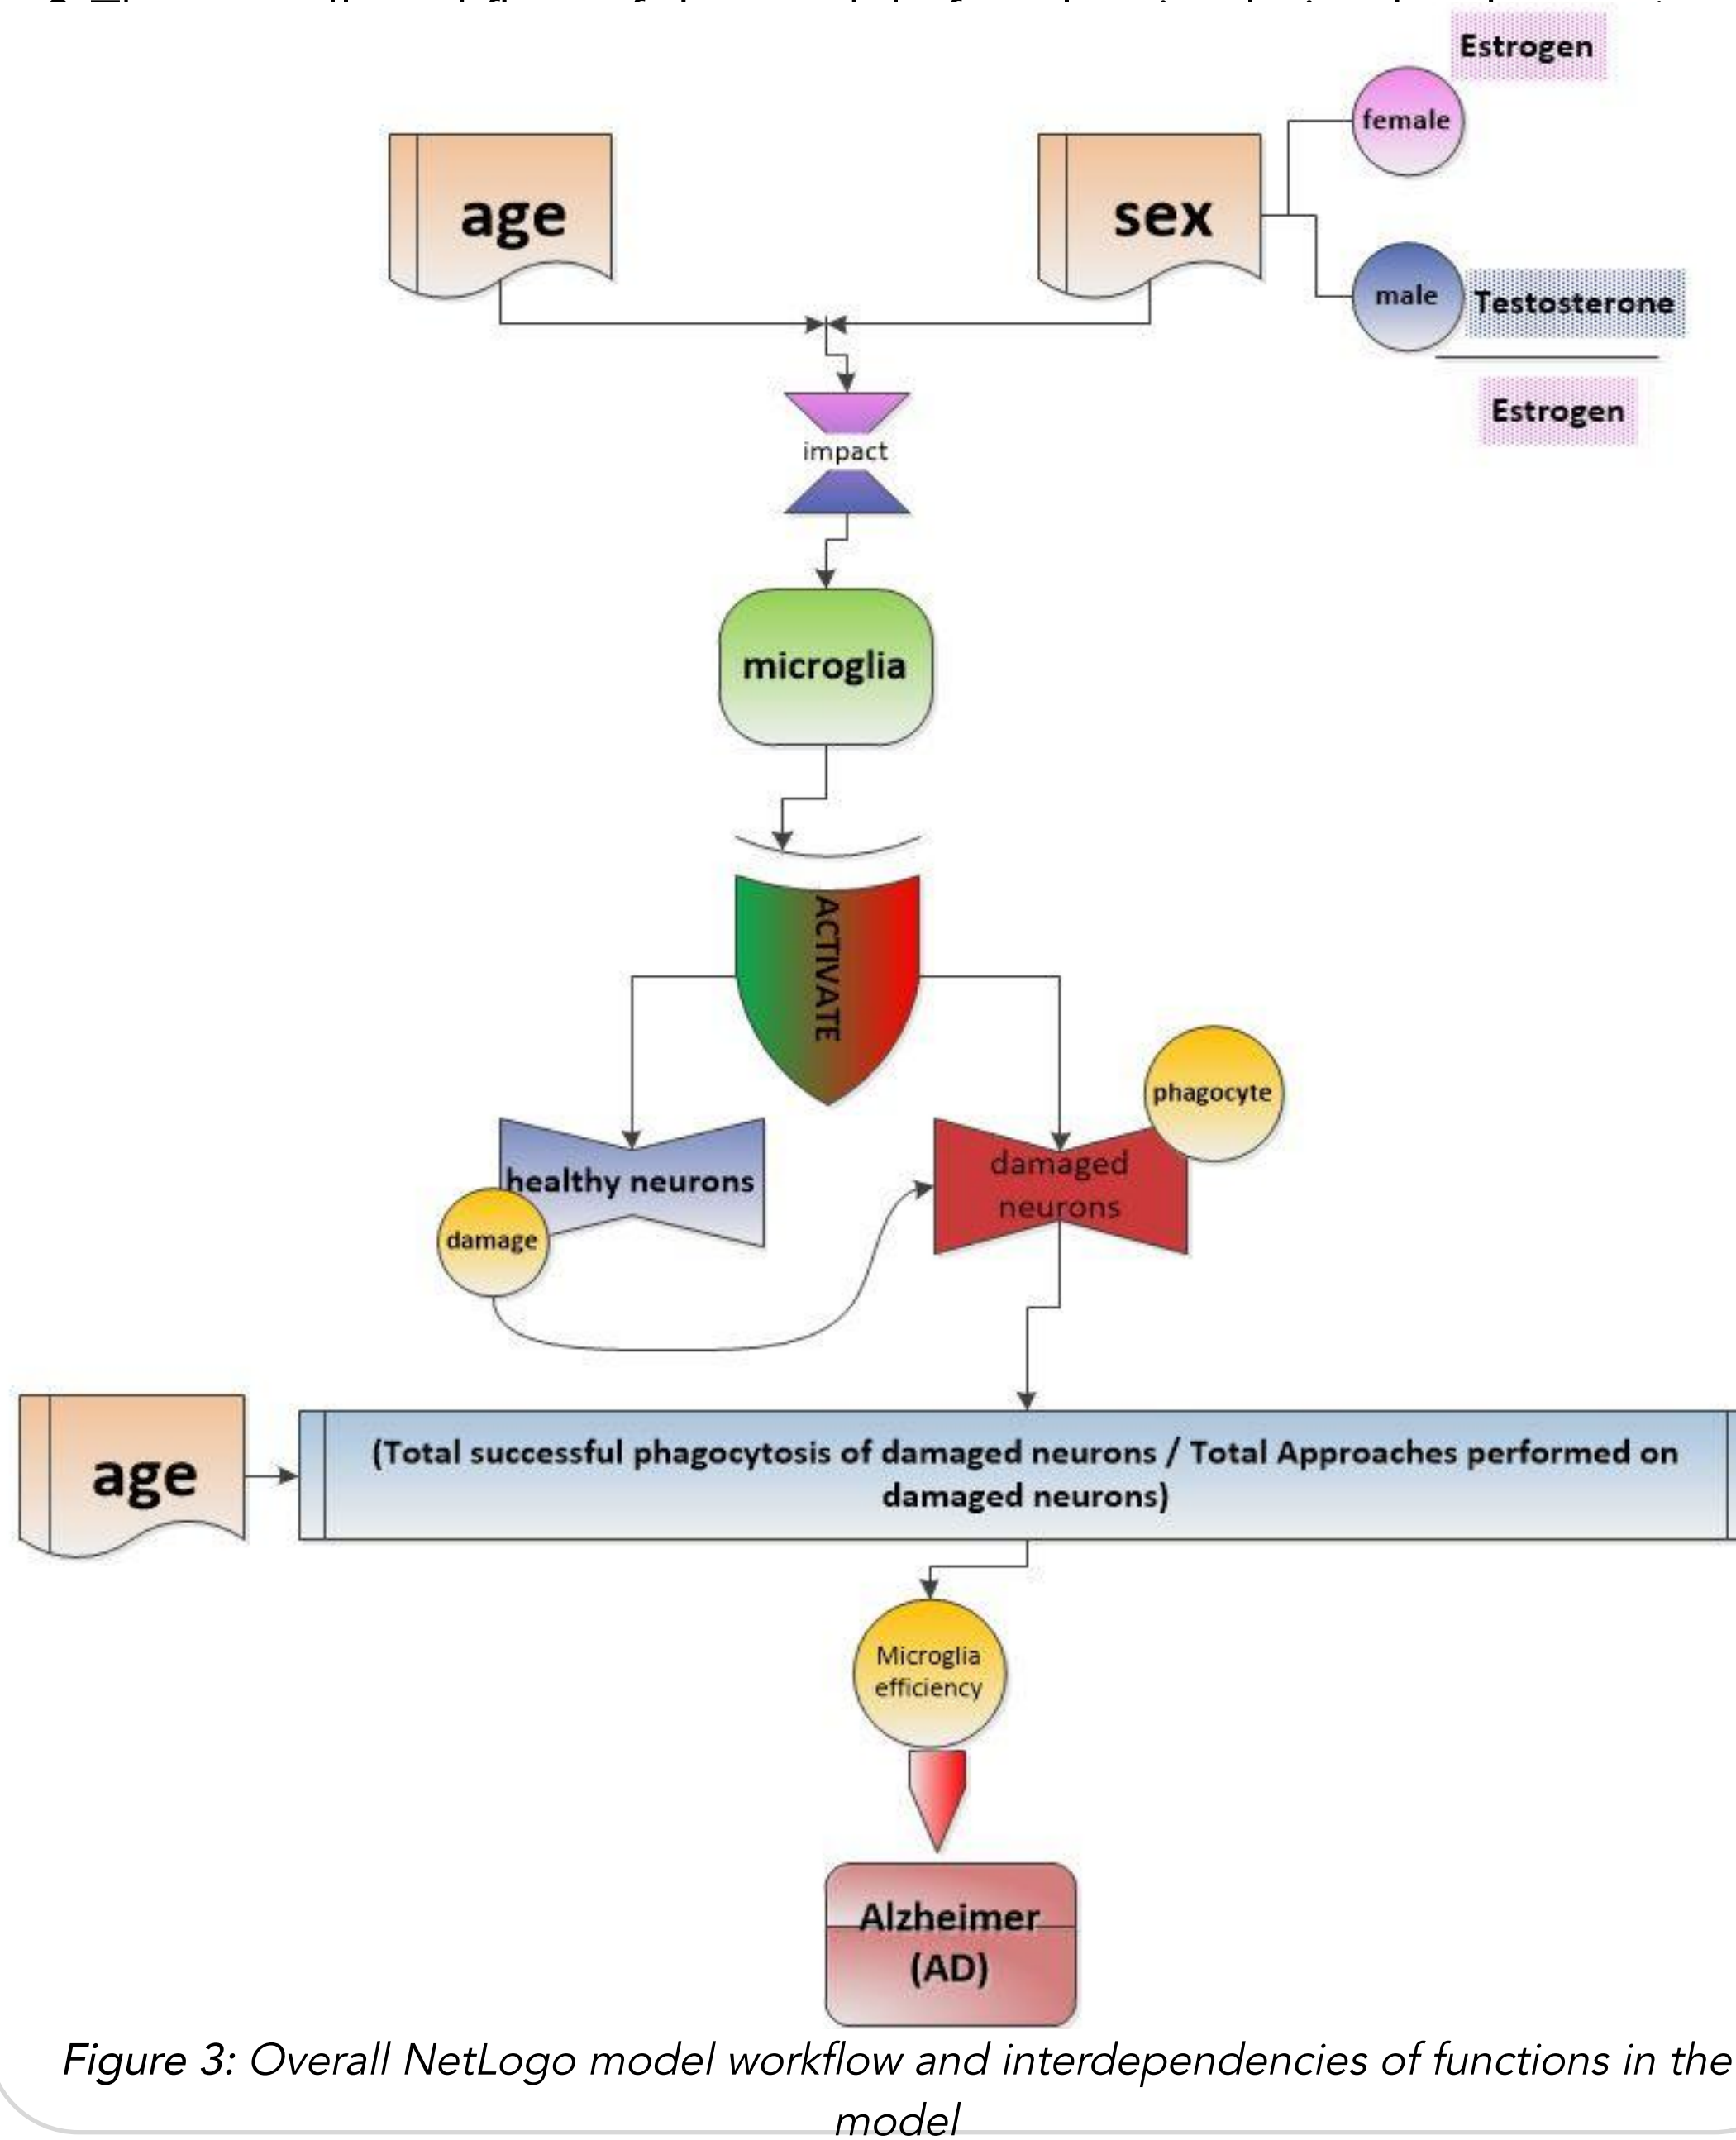 Estrogen
female
age
sex
male
Testosterone
Estrogen
impact
microglia
ACTIVATE
phagocyte
damaged
neurons
healthy neurons
damage
age
(Total successful phagocytosis of damaged neurons / Total Approaches performed on
damaged neurons)
Microglia
efficiency
Alzheimer
(AD)
Figure 3: Overall NetLogo model workflow and interdependencies of functions in the
model